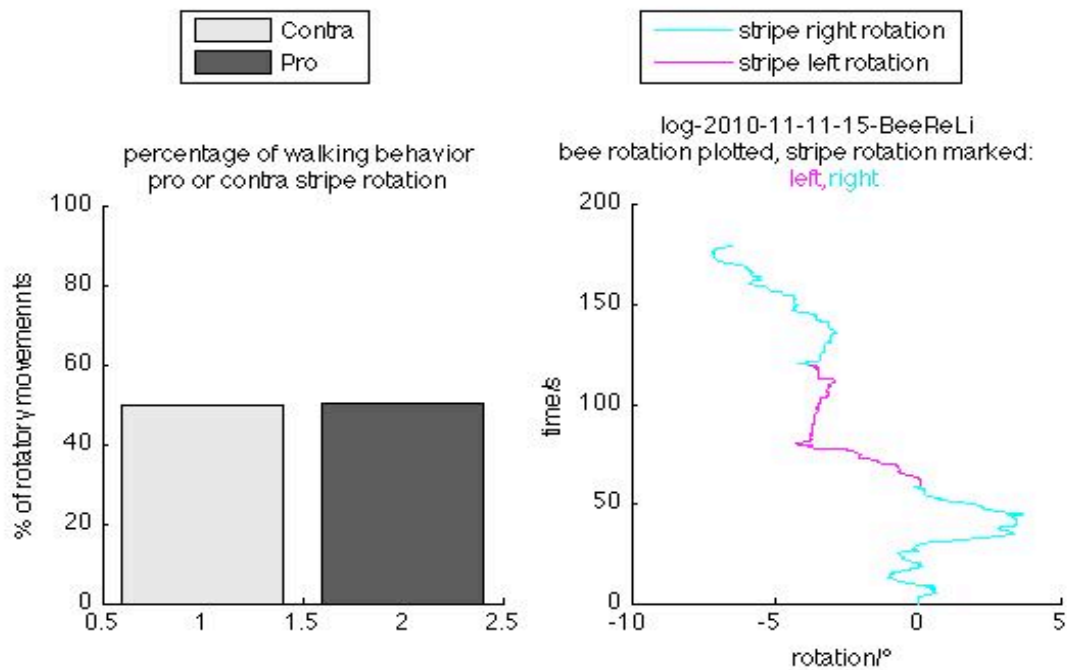 Contra
Pro
percentage of walking behavior
pro or contra stripe rotation
% of rotatory movemennts
100
80
60
40
20
0
0.5
1
1.5
2
2.5
stripe right rotation
stripe left rotation
log-2010-11-11-15-BeeReLi
bee rotation plotted, stripe rotation marked:
left,right
time/s
200
150
100
50
0
-10
-5
0
5
rotation/°